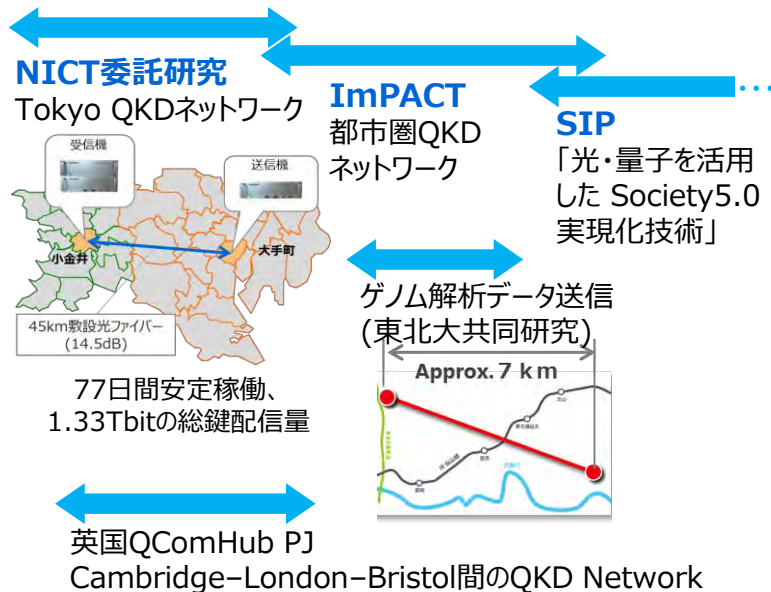 NICT委託研究
Tokyo QKDネットワーク
受信機
送信機
小金井
大手町
45km敷設光ファイバー
(14.5dB)
77日間安定稼働、
1.33Tbitの総鍵配信量
ImPACT
都市圏QKD
ネットワーク
SIP
「光・量子を活用
した Society5.0
実現化技術」
ゲノム解析データ送信
(東北大共同研究)
Approx. 7 km
英国QComHub PJ
Cambridge–London–Bristol間のQKD Network